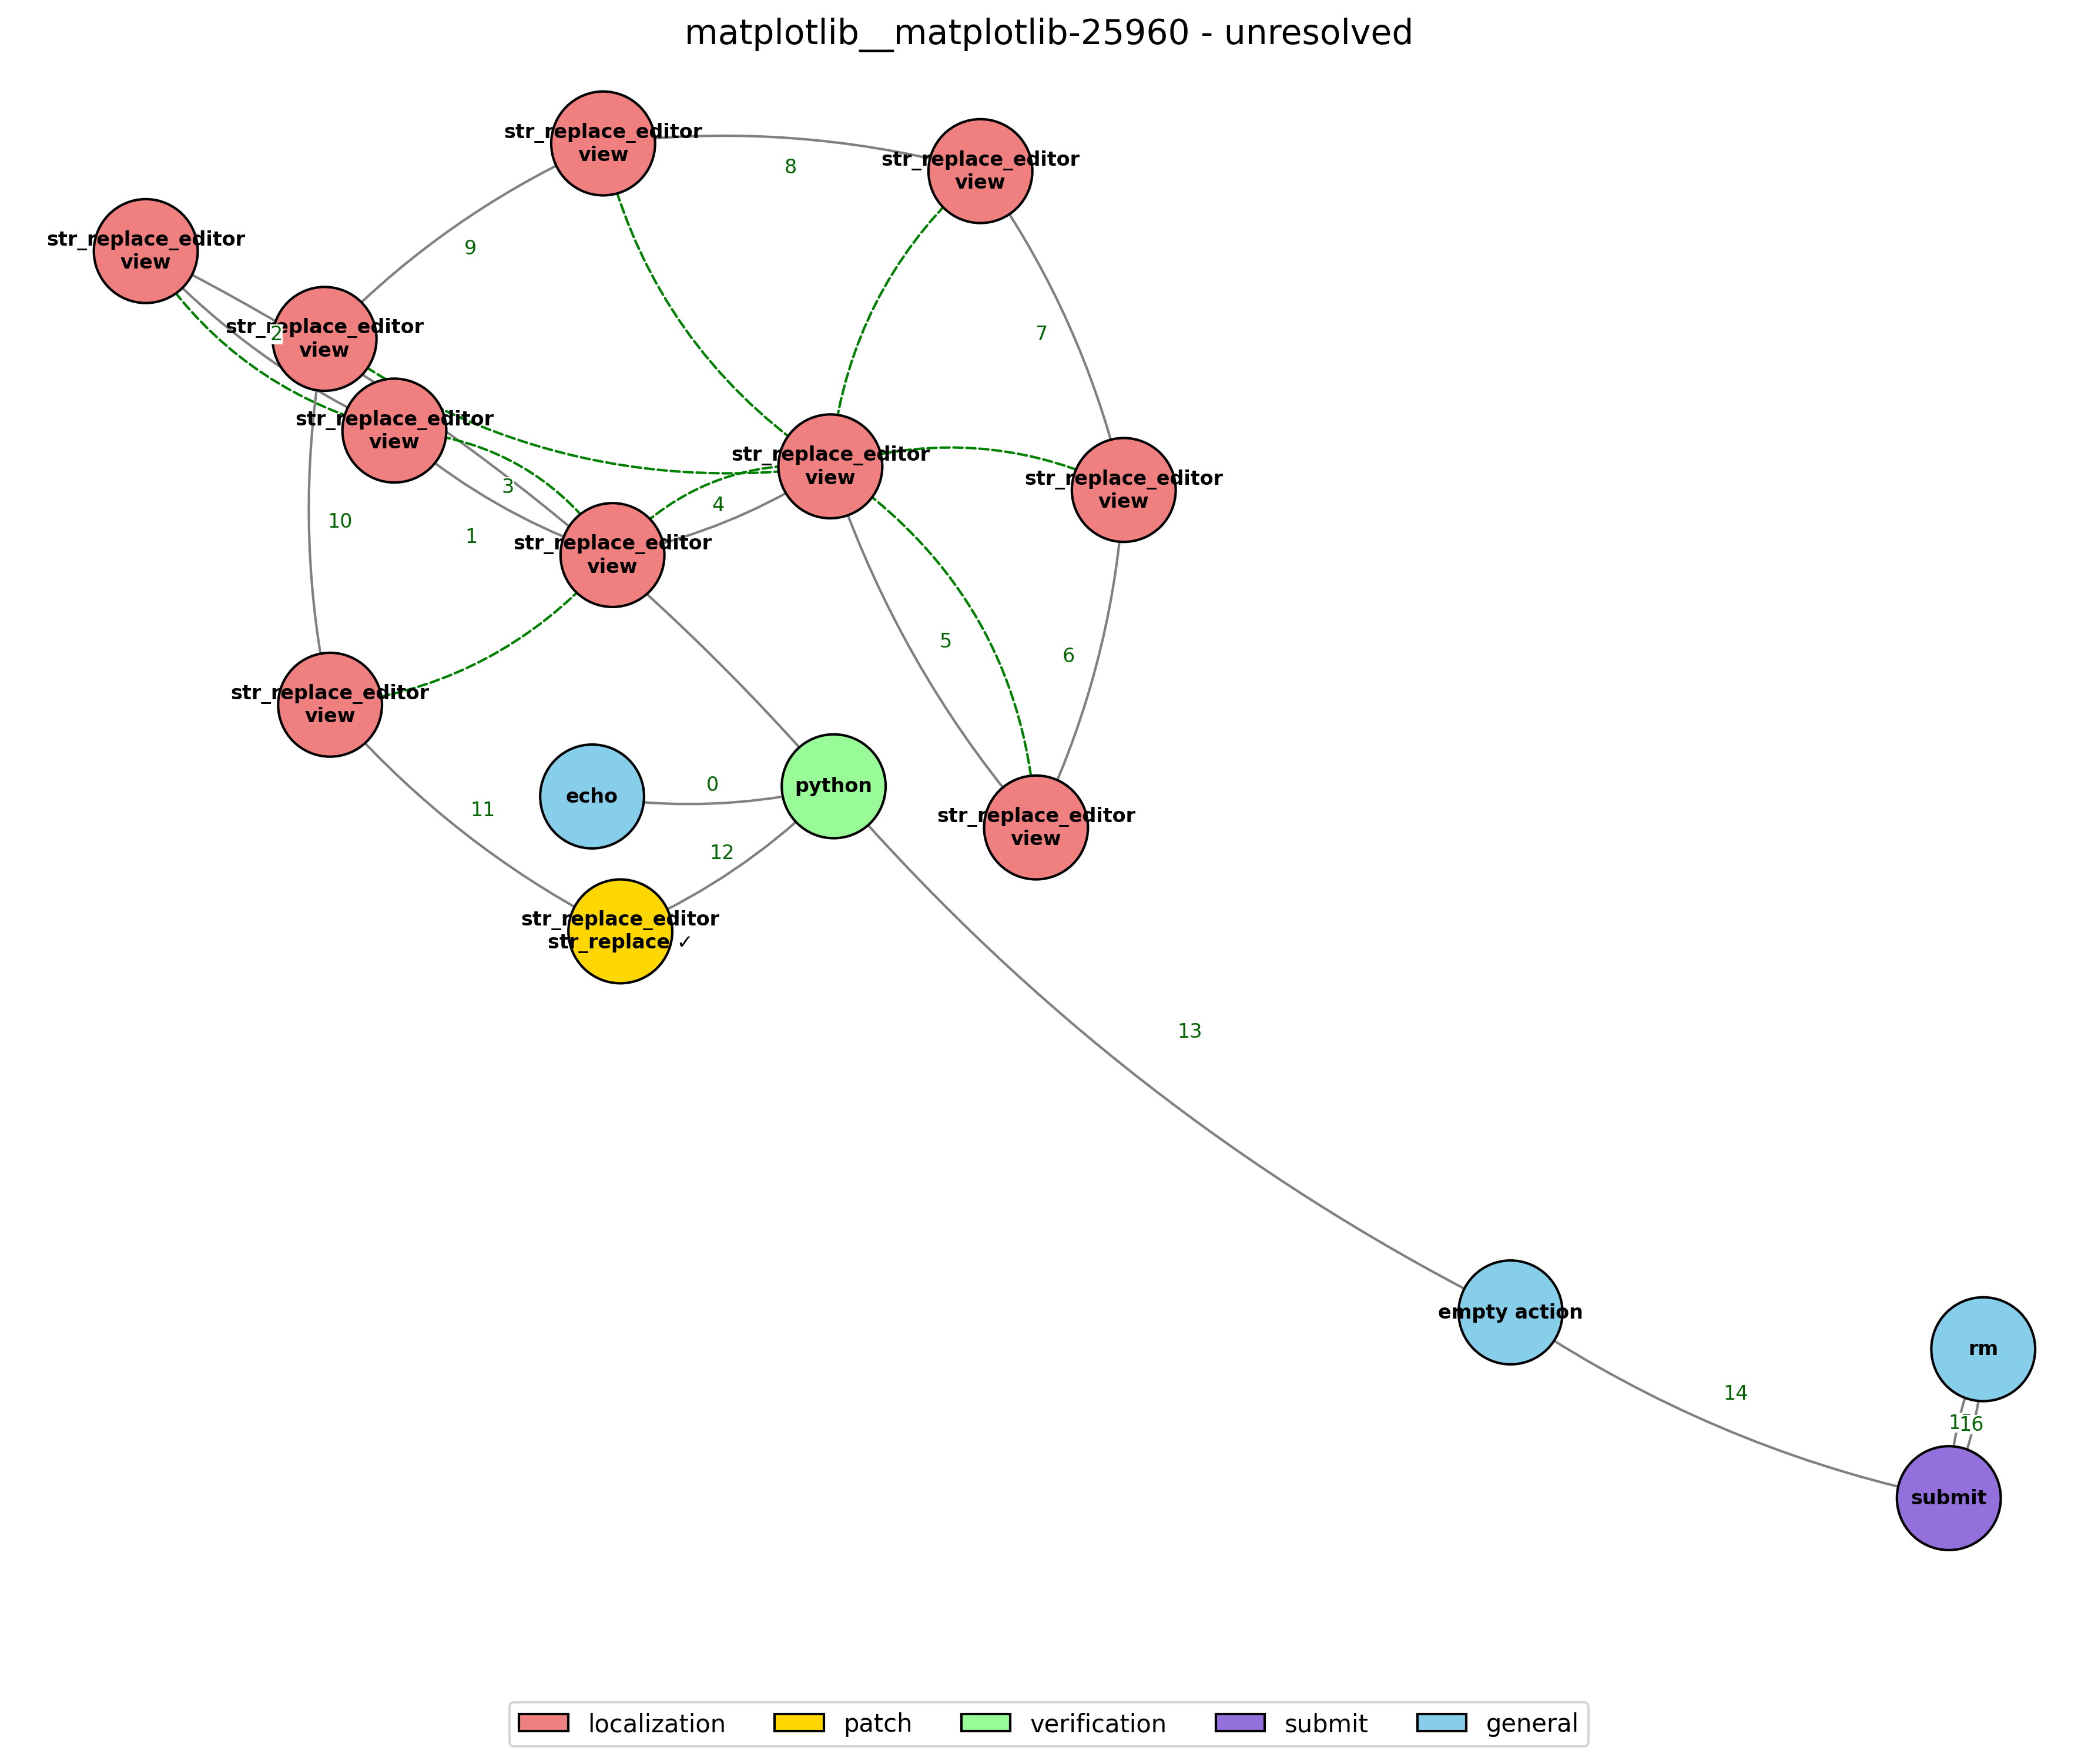 matplotlib__matplotlib-25960 - unresolved
str_replace_editor
view
8
str_replace_editor
view
9
str_replace_editor
view
2
str_replace_editor
view
7
str_replace_editor
view
3
4
str_replace_editor
view
str_replace_editor
view
10
1
str_replace_editor
view
5
6
str_replace_editor
view
0
echo
python
11
12
str_replace_editor
view
str_replace_editor
str_replace ✓
13
empty action
rm
14
16
submit
localization
patch
verification
submit
general